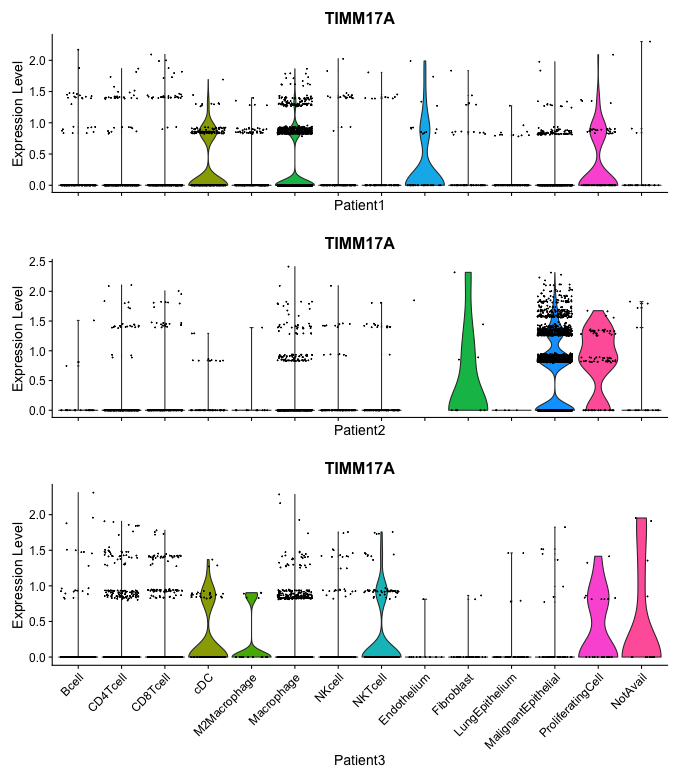 TIMM17A
Expression Level
2.0
1.5
1.0
0.5
0.0
Patient1
TIMM17A
Expression Level
2.5
2.0
1.5
1.0
0.5
0.0
Patient2
TIMM17A
Expression Level
2.0
1.5
1.0
0.5
0.0
Bcell
CD4Tcell
CD8Tcell
cDC
M2Macrophage
Macrophage
NKcell
NKTcell
Endothelium
Fibroblast
LungEpithelium
MalignantEpithelial
ProliferatingCell
NotAvail
Patient3